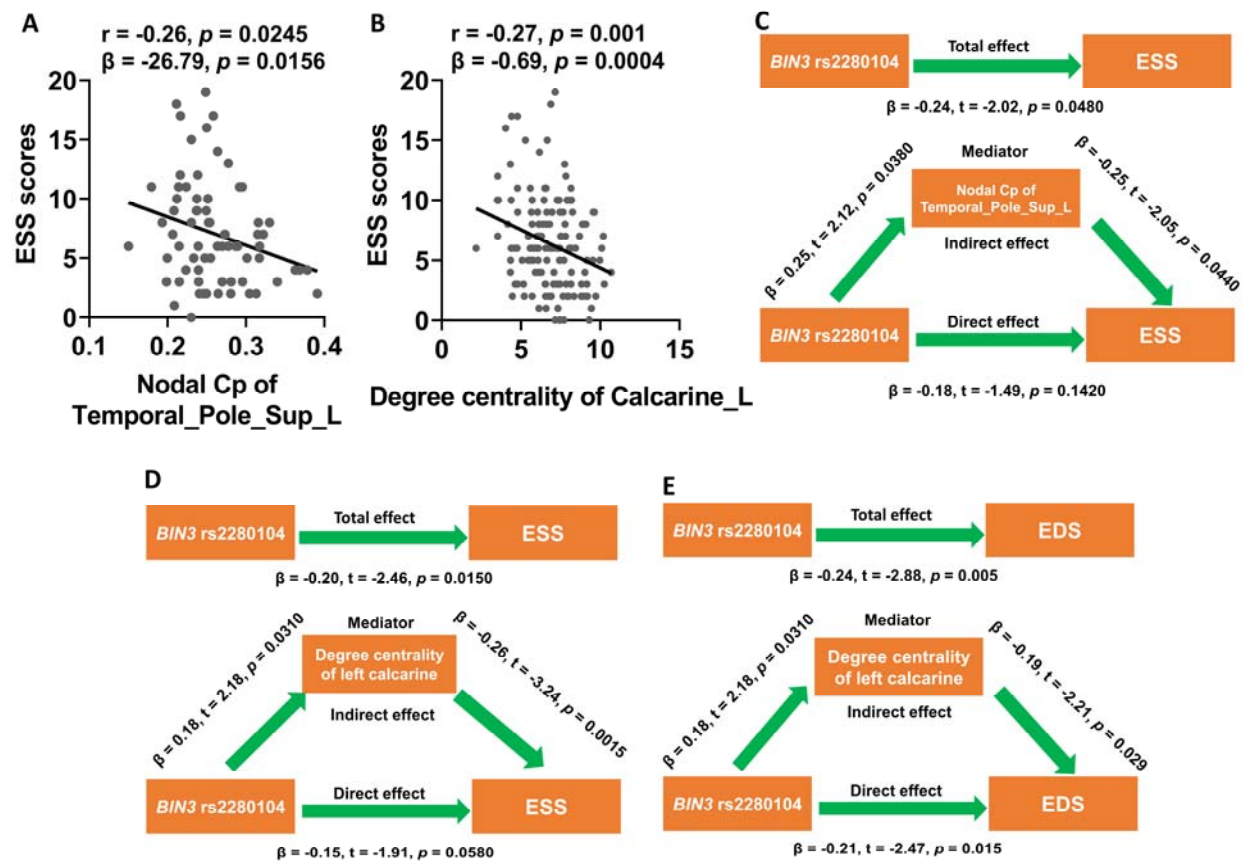 A
r = -0.26, p = 0.0245
β = -26.79, p = 0.0156
ESS scores
20
15
10
5
0
0.1 0.2 0.3 0.4
Nodal Cp of
Temporal_Pole_Sup_L
B
r = -0.27, p = 0.001
β = -0.69, p = 0.0004
ESS scores
20
15
10
5
0
0 5 10 15
Degree centrality of Calcarine_L
C
BIN3 rs2280104
Total effect
ESS
β = -0.24, t = -2.02, p = 0.0480
β = 0.25, t = 2.12, p = 0.0380
Mediator
Nodal Cp of
Temporal_Pole_Sup_L
Indirect effect
β = -0.25, t = -2.05, p = 0.0440
BIN3 rs2280104
Direct effect
ESS
β = -0.18, t = -1.49, p = 0.1420
D
BIN3 rs2280104
Total effect
ESS
β = -0.20, t = -2.46, p = 0.0150
β = 0.18, t = 2.18, p = 0.0310
Mediator
Degree centrality
of left calcarine
Indirect effect
β = -0.26, t = -3.24, p = 0.0015
BIN3 rs2280104
Direct effect
ESS
β = -0.15, t = -1.91, p = 0.0580
E
BIN3 rs2280104
Total effect
EDS
β = -0.24, t = -2.88, p = 0.005
β = 0.18, t = 2.18, p = 0.0310
Mediator
Degree centrality
of left calcarine
Indirect effect
β = -0.19, t = -2.21, p = 0.029
BIN3 rs2280104
Direct effect
EDS
β = -0.21, t = -2.47, p = 0.015